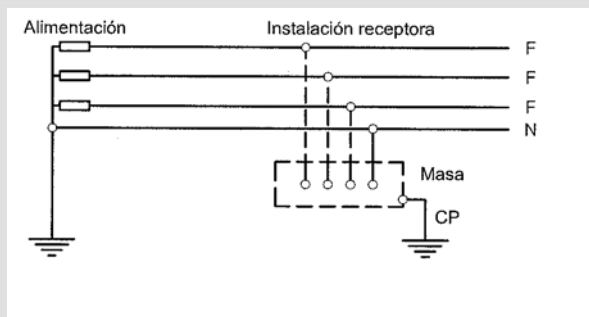 Alimentación
Instalación receptora
F
F
F
N
Masa
CP